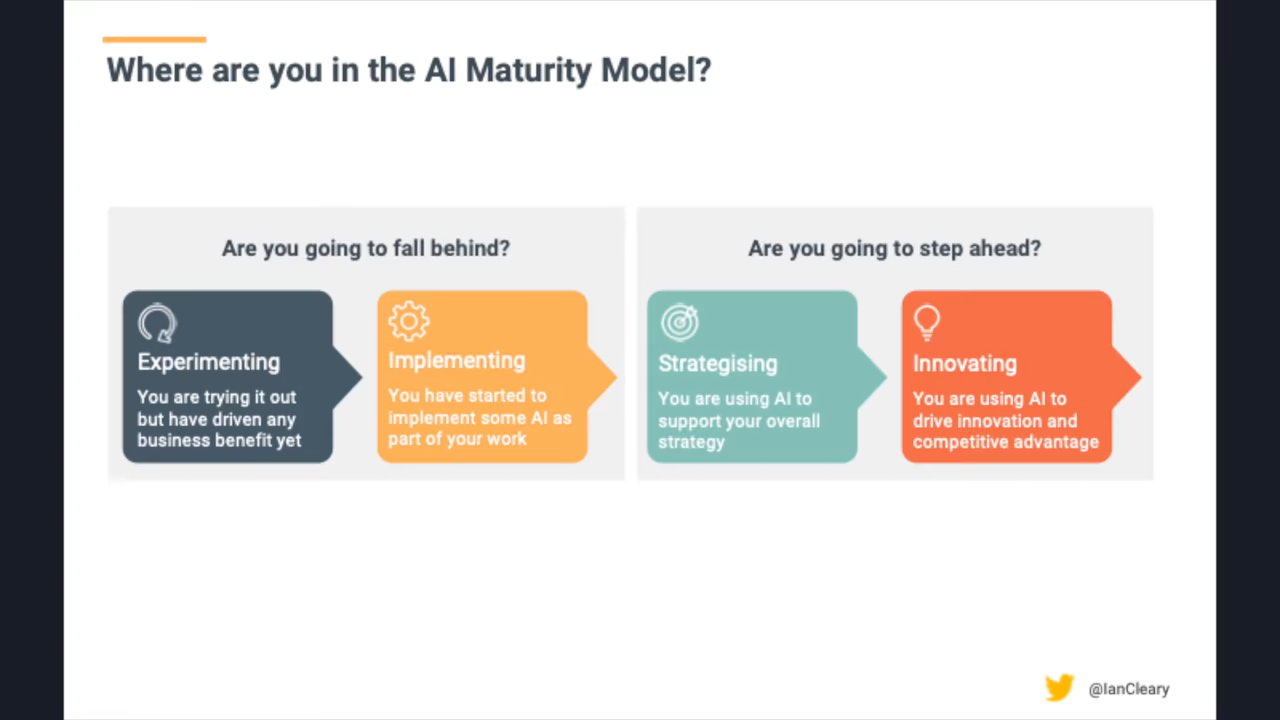 Where are you in the AI Maturity Model?
Are you going to fall behind?
Are you going to step ahead?
Experimenting
You are trying it out
but have driven any
business benefit yet
Implementing
You have started to
implement some AI as
part of your work
Strategising
You are using AI to
support your overall
strategy
Innovating
You are using AI to
drive innovation and
competitive advantage
@IanCleary